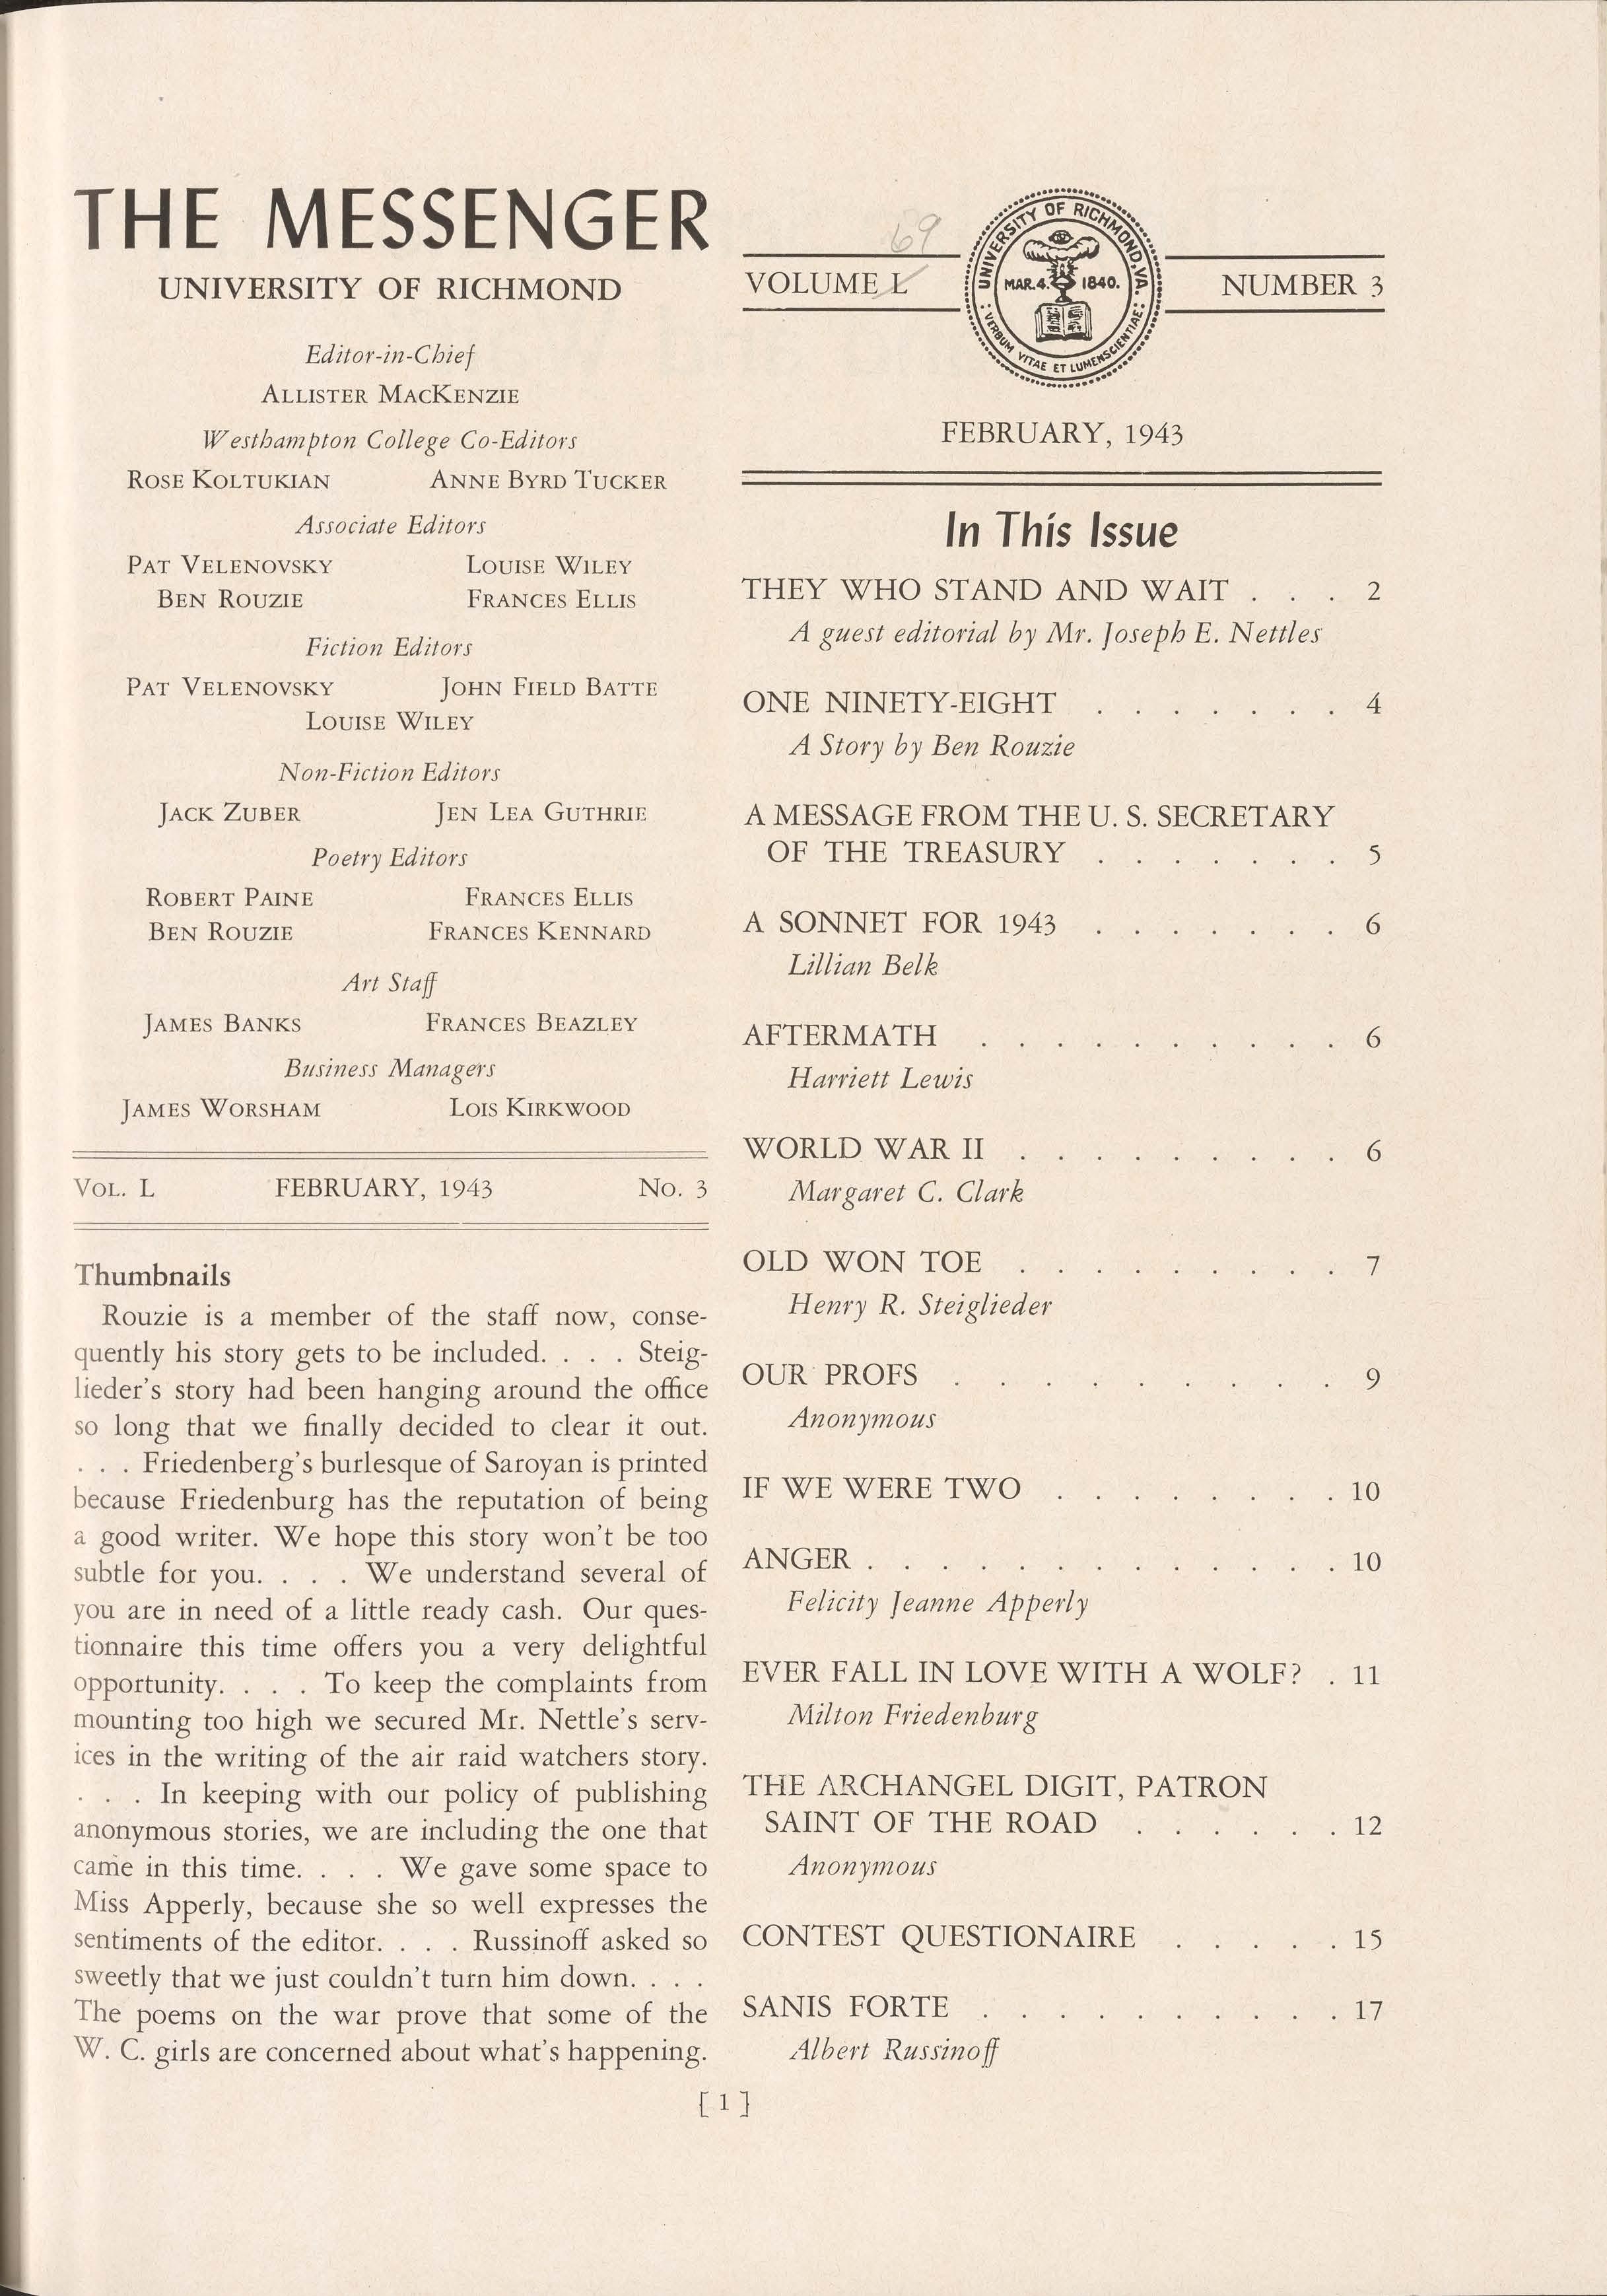 THE MESSENGER
UNIVERSITY OF RICHMOND
Editor-in-Chief
ALLISTER MACKENZIE
Westhampton College Co-Editors
ROSE KOLTUKIAN ANNE BYRD TUCKER
Associate Editors
PAT VELENOVSKY LOUISE WILEY
BEN ROUZIE FRANCES ELLIS
Fiction Editors
PAT VELENOVSKY JOHN FIELD BATTE
LOUISE WILEY
Non-Fiction Editors
JACK ZUBER JEN LEA GUTHRIE
Poetry Editors
ROBERT PAINE FRANCES ELLIS
BEN ROUZIE FRANCES KENNARD
Art Staff
JAMES BANKS FRANCES BEAZLEY
Business Managers
JAMES WORSHAM LOIS KIRKWOOD
VOL. L FEBRUARY, 1943 No. 3
Thumbnails
Rouzie is a member of the staff now, conse-
quently his story gets to be included. . . . Steig-
lieder's story had been hanging around the office
so long that we finally decided to clear it out.
. . . Friedenberg's burlesque of Saroyan is printed
because Friedenburg has the reputation of being
a good writer. We hope this story won't be too
subtle for you. . . . We understand several of
you are in need of a little ready cash. Our ques-
tionnaire this time offers you a very delightful
opportunity. . . . To keep the complaints from
mounting too high we secured Mr. Nettle's serv-
ices in the writing of the air raid watchers story.
. . . In keeping with our policy of publishing
anonymous stories, we are including the one that
came in this time. . . . We gave some space to
Miss Apperly, because she so well expresses the
sentiments of the editor. . . . Russinoff asked so
sweetly that we just couldn't turn him down. . . .
The poems on the war prove that some of the
W. C. girls are concerned about what's happening.
69
VOLUME L
UNIVERSITY OF RICHMOND, VA.
MAR. 4. 1840.
VERBUM VITAE ET LUMEN SCIENTIAE
NUMBER 3
FEBRUARY, 1943
In This Issue
THEY WHO STAND AND WAIT . . . 2
A guest editorial by Mr. Joseph E. Nettles
ONE NINETY-EIGHT . . . . . . . 4
A Story by Ben Rouzie
A MESSAGE FROM THE U. S. SECRETARY
OF THE TREASURY . . . . . . . 5
A SONNET FOR 1943 . . . . . . . 6
Lillian Belk
AFTERMATH . . . . . . . . . . 6
Harriett Lewis
WORLD WAR II . . . . . . . . . 6
Margaret C. Clark
OLD WON TOE . . . . . . . . . 7
Henry R. Steiglieder
OUR PROFS . . . . . . . . . 9
Anonymous
IF WE WERE TWO . . . . . . . . 10
ANGER . . . . . . . . . . . . . 10
Felicity Jeanne Apperly
EVER FALL IN LOVE WITH A WOLF? . 11
Milton Friedenburg
THE ARCHANGEL DIGIT, PATRON
SAINT OF THE ROAD . . . . . . 12
Anonymous
CONTEST QUESTIONAIRE . . . . . 15
SANIS FORTE . . . . . . . . . . 17
Albert Russinoff
[ 1 ]